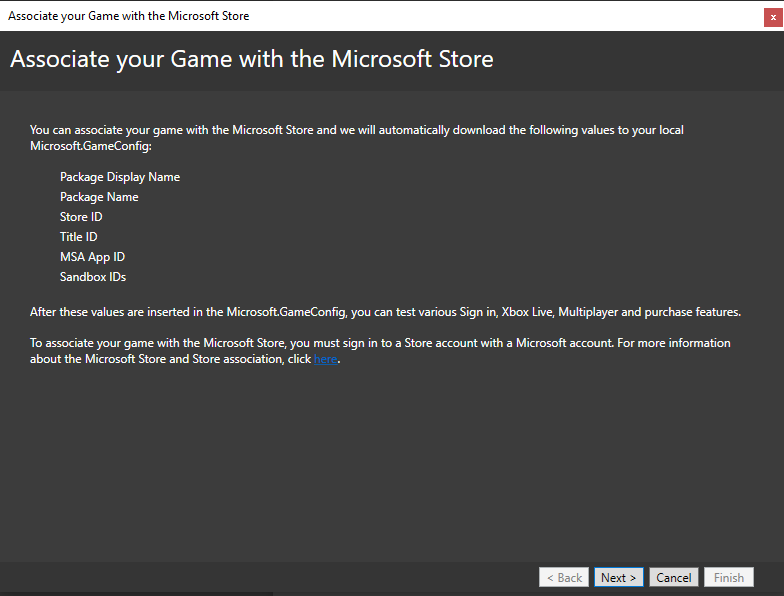 Associate your Game with the Microsoft Store
x
Associate your Game with the Microsoft Store
You can associate your game with the Microsoft Store and we will automatically download the following values to your local
Microsoft.GameConfig:
Package Display Name
Package Name
Store ID
Title ID
MSA App ID
Sandbox IDs
After these values are inserted in the Microsoft.GameConfig, you can test various Sign in, Xbox Live, Multiplayer and purchase features.
To associate your game with the Microsoft Store, you must sign in to a Store account with a Microsoft account. For more information
about the Microsoft Store and Store association, click here.
< Back Next > Cancel Finish